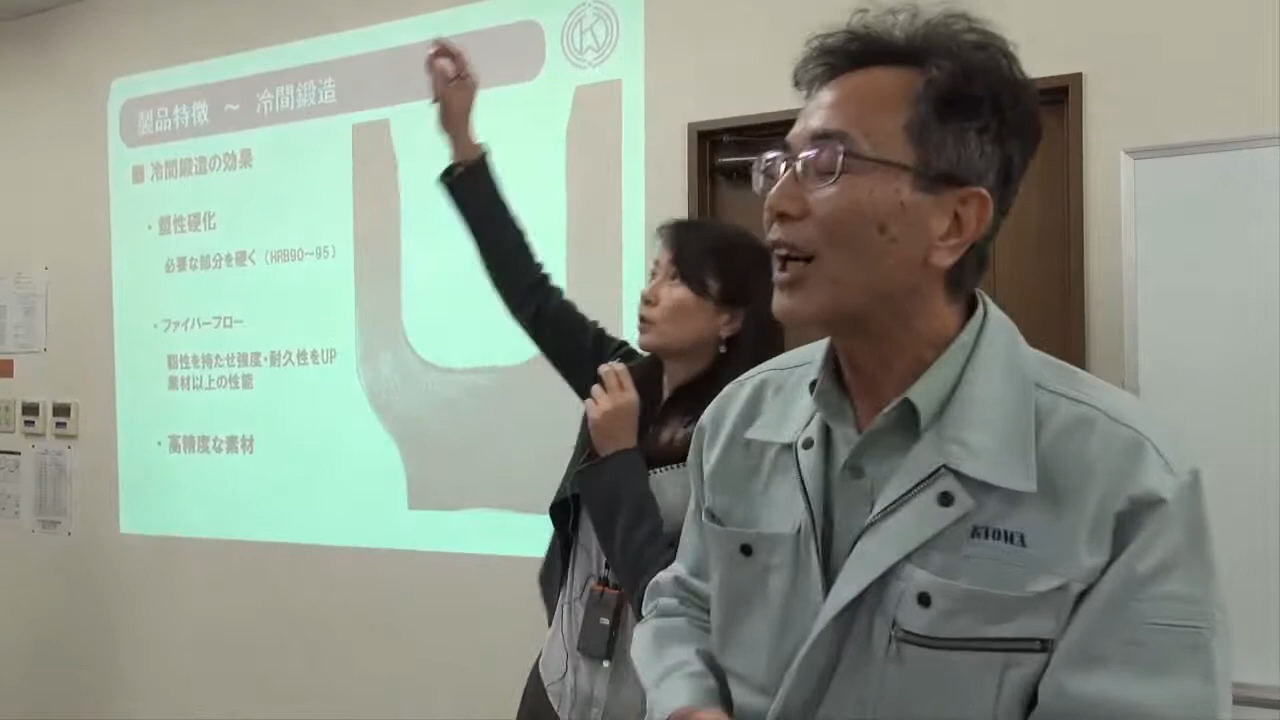 製品特徴 ～ 冷間鍛造
■ 冷間鍛造の効果
・塑性硬化
必要な部分を硬く（HRB90～95）
・ファイバーフロー
靭性を持たせ強度・耐久性をUP
素材以上の性能
・高精度な素材
KYOWA